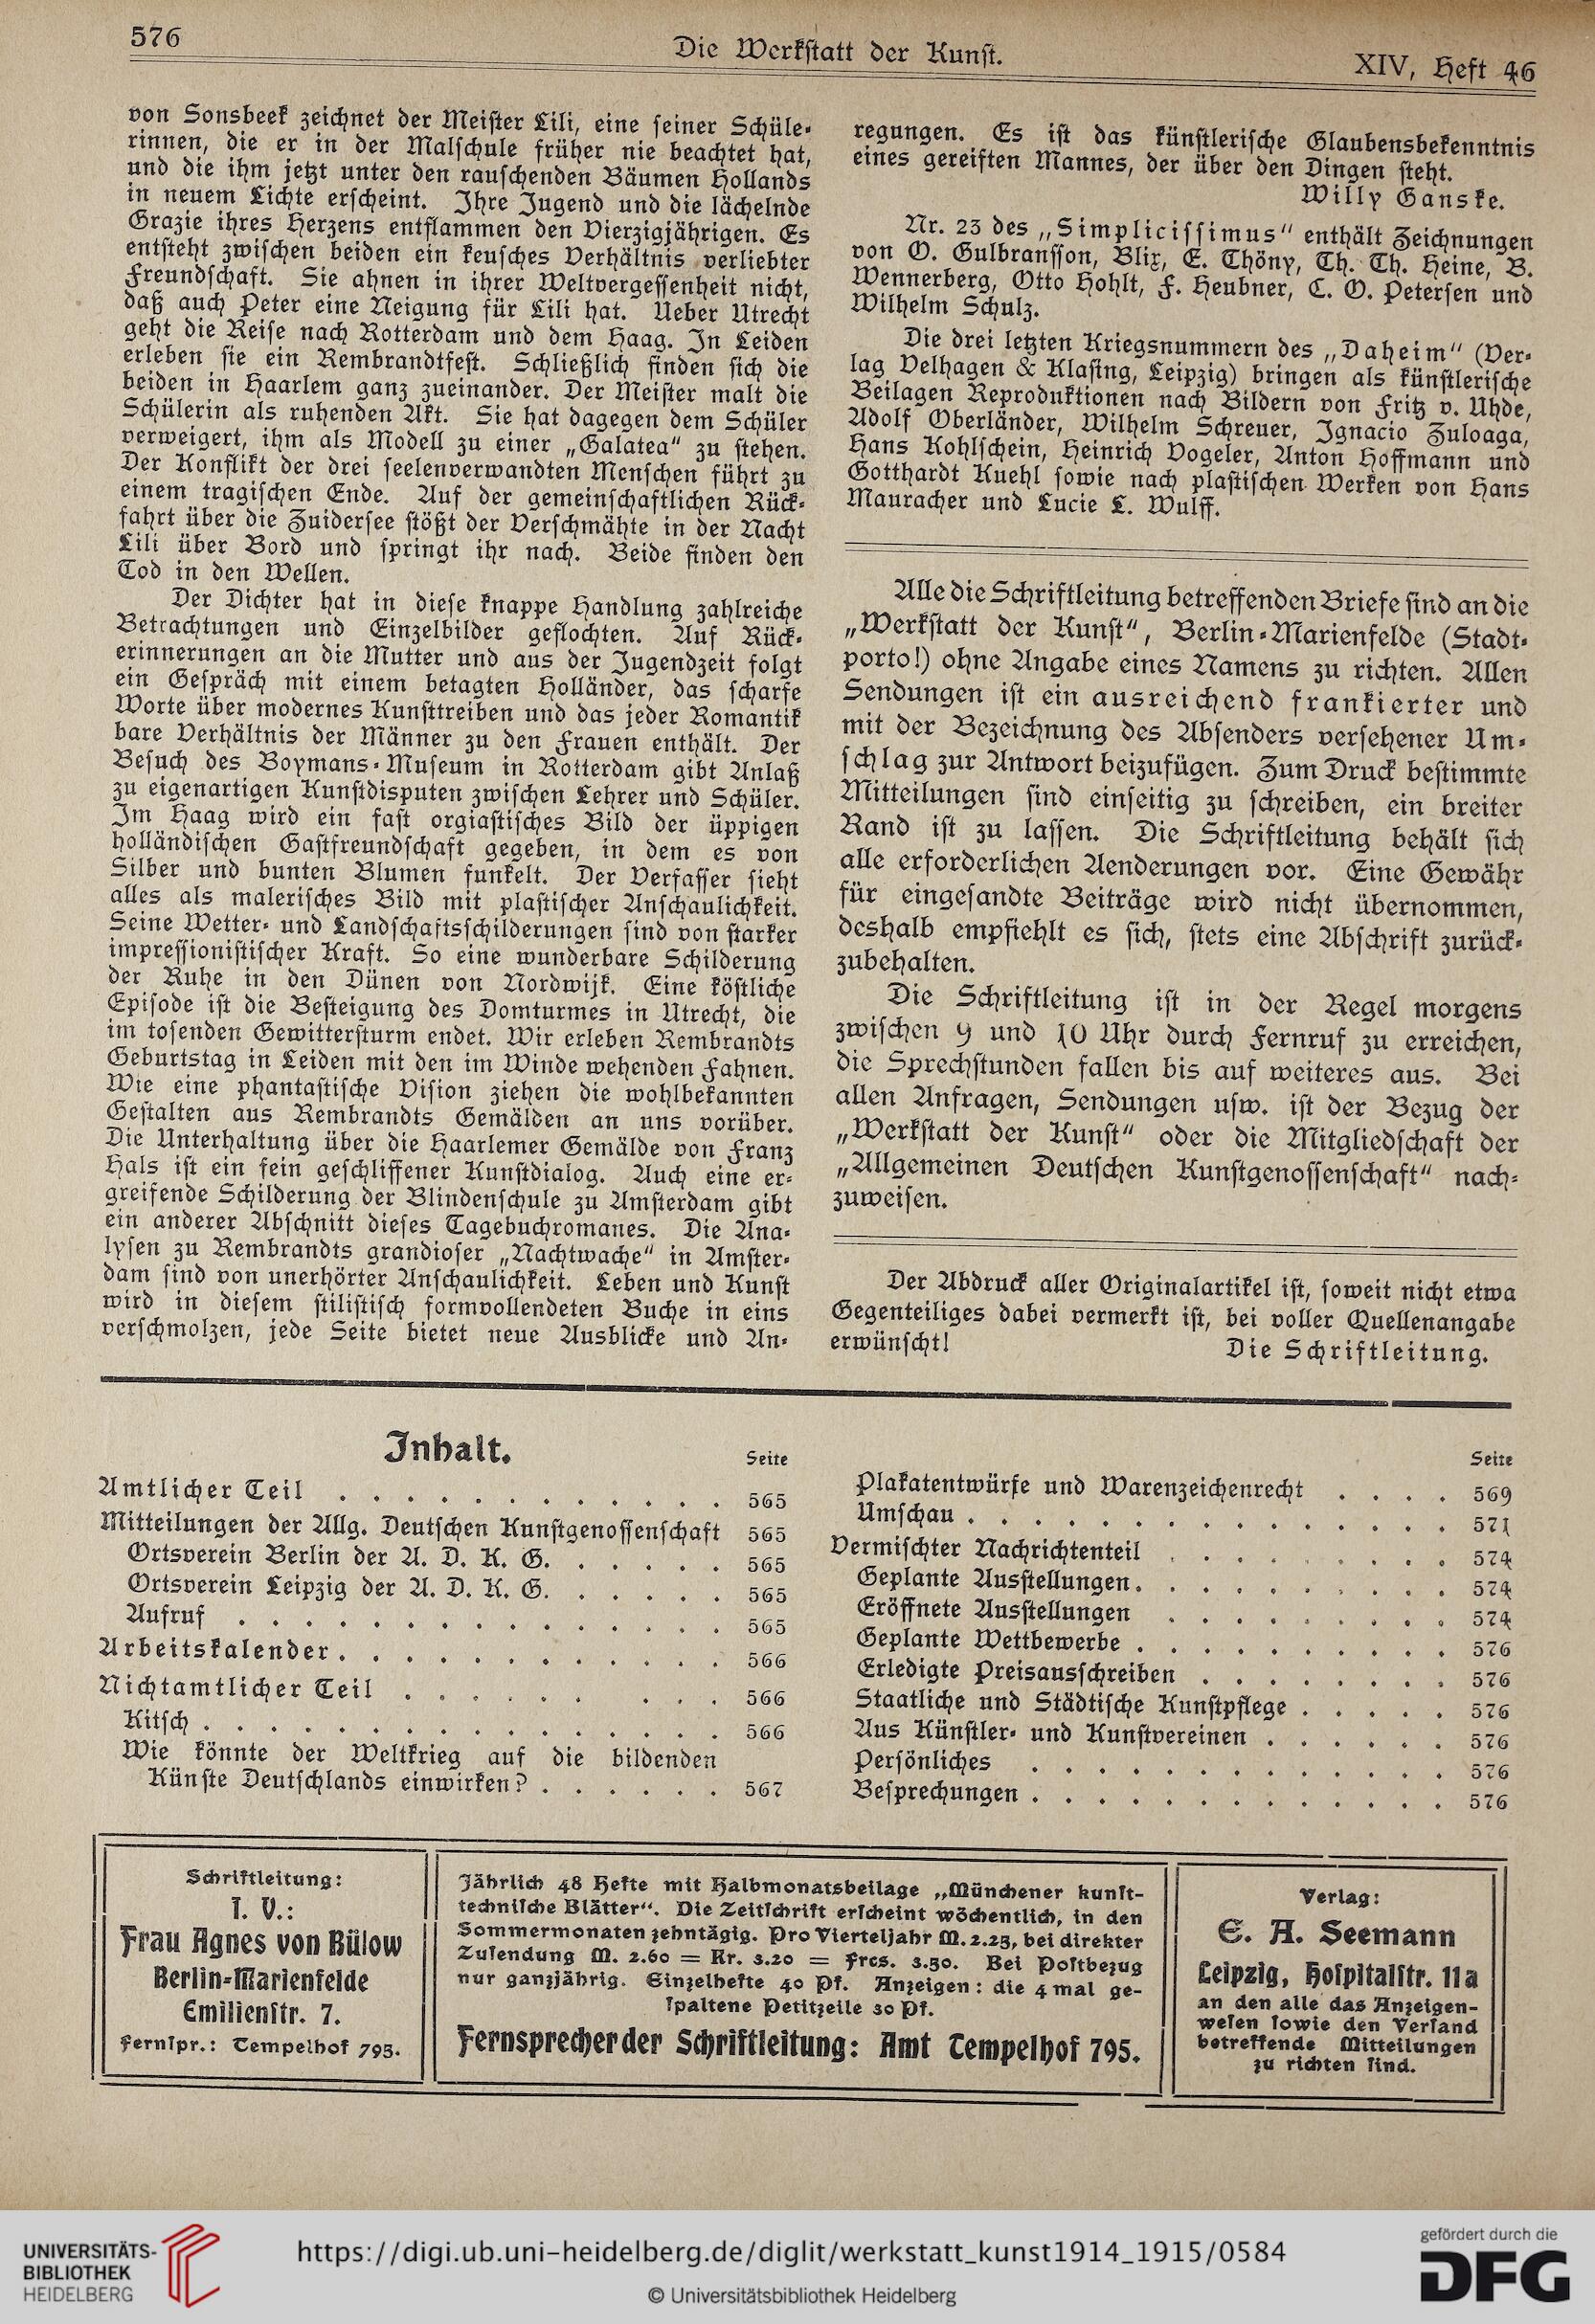 576
Die Werkstatt der Kunst.
XIV, Heft 46
von Sonsbeek zeichnet der Meister Lili, eine seiner Schüle-
rinnen, die er in der Malschule früher nie beachtet hat,
und die ihm jetzt unter den rauschenden Bäumen Hollands
in neuem Lichte erscheint. Ihre Jugend und die lächelnde
Grazie ihres Herzens entflammen den Vierzigjährigen. Es
entsteht zwischen beiden ein keusches Verhältnis verliebter
Freundschaft. Sie ahnen in ihrer Weltvergessenheit nicht,
daß auch Peter eine Neigung für Lili hat. Ueber Utrecht
geht die Reise nach Rotterdam und dem Haag. In Leiden
erleben sie ein Rembrandtfest. Schließlich finden sich die
beiden in Haarlem ganz zueinander. Der Meister malt die
Schülerin als ruhenden Akt. Sie hat dagegen dem Schüler
verweigert, ihm als Modell zu einer „Galatea“ zu stehen.
Der Konflikt der drei seelenverwandten Menschen führt zu
einem tragischen Ende. Auf der gemeinschaftlichen Rück-
fahrt über die Zuidersee stößt der Verschmähte in der Nacht
Lili über Bord und springt ihr nach. Beide finden den
Tod in den Wellen.
Der Dichter hat in diese knappe Handlung zahlreiche
Betrachtungen und Einzelbilder geflochten. Auf Rück-
erinnerungen an die Mutter und aus der Jugendzeit folgt
ein Gespräch mit einem betagten Holländer, das scharfe
Worte über modernes Kunsttreiben und das jeder Romantik
bare Verhältnis der Männer zu den Frauen enthält. Der
Besuch des Boymans-Museum in Rotterdam gibt Anlaß
zu eigenartigen Kunstdisputen zwischen Lehrer und Schüler.
Im Haag wird ein fast orgiastisches Bild der üppigen
holländischen Gastfreundschaft gegeben, in dem es von
Silber und bunten Blumen funkelt. Der Verfasser sieht
alles als malerisches Bild mit plastischer Anschaulichkeit.
Seine Wetter- und Landschaftsschilderungen sind von starker
impressionistischer Kraft. So eine wunderbare Schilderung
der Ruhe in den Dünen von Nordwijk. Eine köstliche
Episode ist die Besteigung des Domturmes in Utrecht, die
im tosenden Gewittersturm endet. Wir erleben Rembrandts
Geburtstag in Leiden mit den im Winde wehenden Fahnen.
Wie eine phantastische Vision ziehen die wohlbekannten
Gestalten aus Rembrandts Gemälden an uns vorüber.
Die Unterhaltung über die Haarlemer Gemälde von Franz
Hals ist ein fein geschliffener Kunstdialog. Auch eine er-
greifende Schilderung der Blindenschule zu Amsterdam gibt
ein anderer Abschnitt dieses Tagebuchromanes. Die Ana-
lysen zu Rembrandts grandioser „Nachtwache“ in Amster-
dam sind von unerhörter Anschaulichkeit. Leben und Kunst
wird in diesem stilistisch formvollendeten Buche in eins
verschmolzen, jede Seite bietet neue Ausblicke und An-
regungen. Es ist das künstlerische Glaubensbekenntnis
eines gereiften Mannes, der über den Dingen steht.
Willy Ganske.
Nr. 23 des „Simplicissimus“ enthält Zeichnungen
von O. Gulbransson, Blix, E. Thöny, Th. Th. Heine, B.
Wennerberg, Otto Hohlt, F. Heubner, C. O. Petersen und
Wilhelm Schulz.
Die drei letzten Kriegsnummern des „Daheim“ (Ver-
lag Velhagen & Klasing, Leipzig) bringen als künstlerische
Beilagen Reproduktionen nach Bildern von Fritz v. Uhde,
Adolf Oberländer, Wilhelm Schreuer, Ignacio Zuloaga,
Hans Kohlschein, Heinrich Vogeler, Anton Hoffmann und
Gotthardt Kuehl sowie nach plastischen Werken von Hans
Mauracher und Lucie L. Wulff.
Alle die Schriftleitung betreffenden Briefe sind an die
„Werkstatt der Kunst“, Berlin-Marienfelde (Stadt-
porto!) ohne Angabe eines Namens zu richten. Allen
Sendungen ist ein ausreichend frankierter und
mit der Bezeichnung des Absenders versehener Um-
schlag zur Antwort beizufügen. Zum Druck bestimmte
Mitteilungen sind einseitig zu schreiben, ein breiter
Rand ist zu lassen. Die Schriftleitung behält sich
alle erforderlichen Aenderungen vor. Eine Gewähr
für eingesandte Beiträge wird nicht übernommen,
deshalb empfiehlt es sich, stets eine Abschrift zurück-
zubehalten.
Die Schriftleitung ist in der Regel morgens
zwischen 9 und 10 Uhr durch Fernruf zu erreichen,
die Sprechstunden fallen bis auf weiteres aus. Bei
allen Anfragen, Sendungen usw. ist der Bezug der
„Werkstatt der Kunst“ oder die Mitgliedschaft der
„Allgemeinen Deutschen Kunstgenossenschaft“ nach-
zuweisen.
Der Abdruck aller Originalartikel ist, soweit nicht etwa
Gegenteiliges dabei vermerkt ist, bei voller Quellenangabe
erwünscht! Die Schriftleitung.
Inhalt.
Seite
Amtlicher Teil . . . . . . . . . . . . 565
Mitteilungen der Allg. Deutschen Kunstgenossenschaft 565
Ortsverein Berlin der A. D. K. G. . . . . . 565
Ortsverein Leipzig der A. D. K. G. . . . . . 565
Aufruf . . . . . . . . . . . . . . . 565
Arbeitskalender . . . . . . . . . . . . 566
Nichtamtlicher Teil . . . . . . . . . 566
Kitsch . . . . . . . . . . . . . . . . 566
Wie könnte der Weltkrieg auf die bildenden
Künste Deutschlands einwirken? . . . . . . 567
Seite
Plakatentwürfe und Warenzeichenrecht . . . . 569
Umschau . . . . . . . . . . . . . . . 571
Vermischter Nachrichtenteil . . . . . . . . . 574
Geplante Ausstellungen . . . . . . . . . . 574
Eröffnete Ausstellungen . . . . . . . . . 574
Geplante Wettbewerbe . . . . . . . . . . 576
Erledigte Preisausschreiben . . . . . . . . 576
Staatliche und Städtische Kunstpflege . . . . . 576
Aus Künstler- und Kunstvereinen . . . . . . 576
Persönliches . . . . . . . . . . . . . 576
Besprechungen . . . . . . . . . . . . . 576
Schriftleitung:
I. V.:
Frau Agnes von Bülow
Berlin-Marienfelde
Emilienstr. 7.
Fernspr.: Tempelhof 795.
Jährlich 48 Hefte mit Halbmonatsbeilage „Münchener kunst-
technische Blätter“. Die Zeitschrift erscheint wöchentlich, in den
Sommermonaten zehntägig. Pro Vierteljahr M. 2.25, bei direkter
Zusendung M. 2.60 = Kr. 3.20 = Frcs. 3.50. Bei Postbezug
nur ganzjährig. Einzelhefte 40 Pf. Anzeigen: die 4 mal ge-
spaltene Petitzeile 30 Pf.
Fernsprecher der Schriftleitung: Amt Tempelhof 795.
Verlag:
E. A. Seemann
Leipzig, Hospitalstr. 11a
an den alle das Anzeigen-
wesen sowie den Versand
betreffende Mitteilungen
zu richten sind.
UNIVERSITÄTS-
BIBLIOTHEK
HEIDELBERG
https://digi.ub.uni-heidelberg.de/diglit/werkstatt_kunst1914_1915/0584
© Universitätsbibliothek Heidelberg
gefördert durch die
DFG